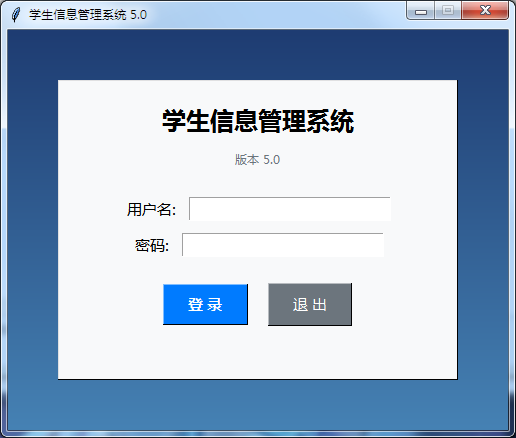 学生信息管理系统 5.0
学生信息管理系统
版本 5.0
用户名:
密码:
登 录 退 出